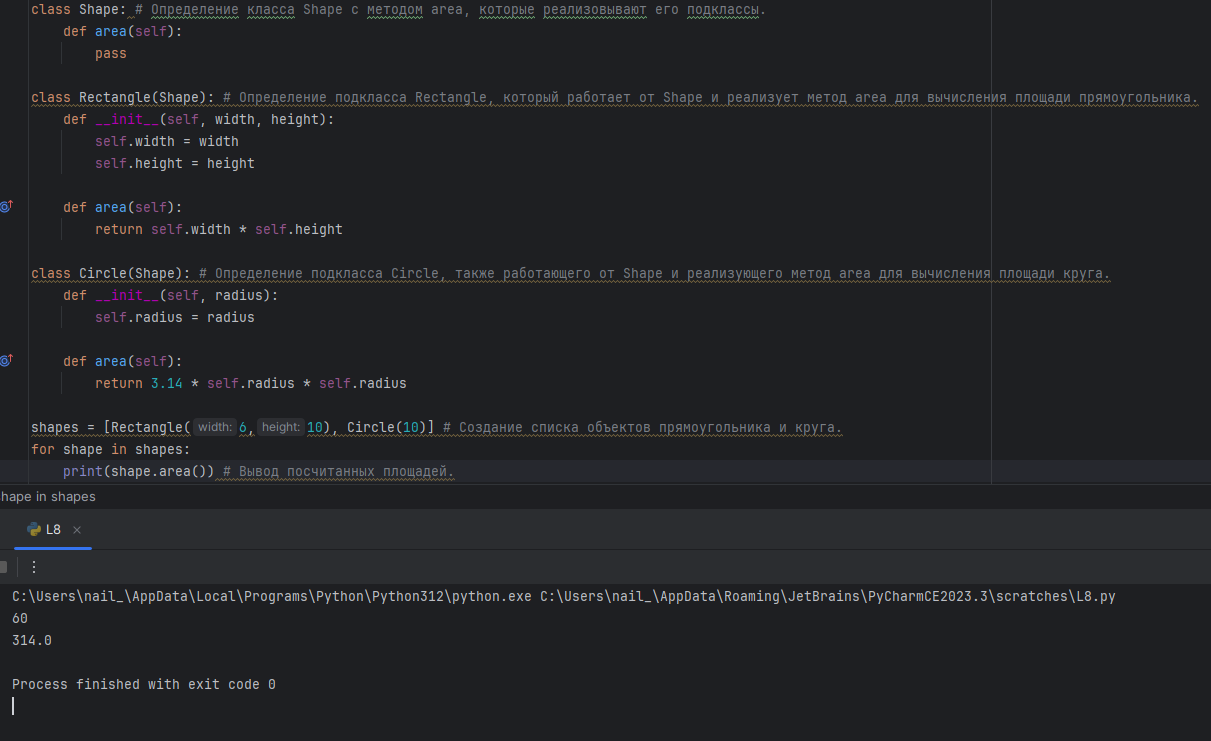 class Shape: # Определение класса Shape с методом area, которые реализовывают его подклассы.
    def area(self):
        pass

class Rectangle(Shape): # Определение подкласса Rectangle, который работает от Shape и реализует метод area для вычисления площади прямоугольника.
    def __init__(self, width, height):
        self.width = width
        self.height = height

    def area(self):
        return self.width * self.height

class Circle(Shape): # Определение подкласса Circle, также работающего от Shape и реализующего метод area для вычисления площади круга.
    def __init__(self, radius):
        self.radius = radius

    def area(self):
        return 3.14 * self.radius * self.radius

shapes = [Rectangle( width: 6, height: 10), Circle(10)] # Создание списка объектов прямоугольника и круга.
for shape in shapes:
    print(shape.area()) # Вывод посчитанных площадей.
hape in shapes
L8 ×
C:\Users\nail_\AppData\Local\Programs\Python\Python312\python.exe C:\Users\nail_\AppData\Roaming\JetBrains\PyCharmCE2023.3\scratches\L8.py
60
314.0

Process finished with exit code 0